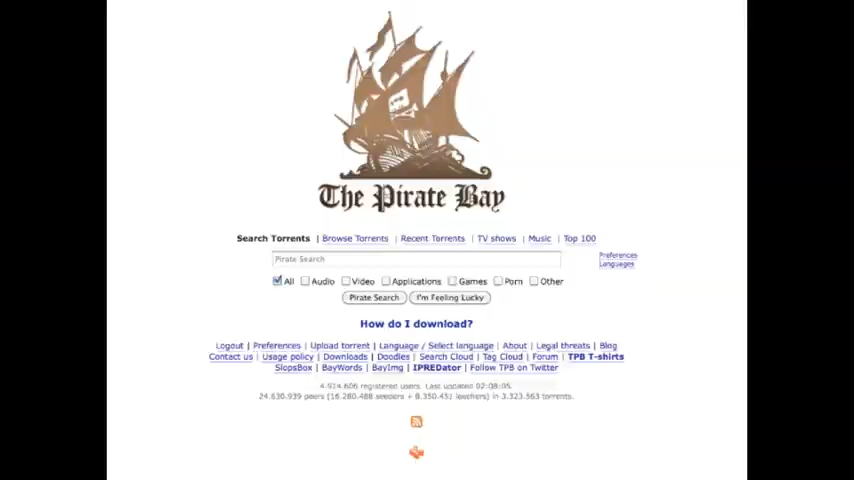 The Pirate Bay
Search Torrents | Browse Torrents | Recent Torrents | TV shows | Music | Top 100
Pirate Search
Preferences
Languages
All Audio Video Applications Games Porn Other
Pirate Search I'm Feeling Lucky
How do I download?
Logout | Preferences | Upload torrent | Language / Select language | About | Legal threats | Blog
Contact us | Usage policy | Downloads | Doodles | Search Cloud | Tag Cloud | Forum | TPB T-shirts
SlopsBox | BayWords | BayImg | IPREDator | Follow TPB on Twitter
registered users. Last updated 02:08:05.
24.630.939 peers (16.280.488 seeders + 8.350.451 leechers) in 3.323.563 torrents.